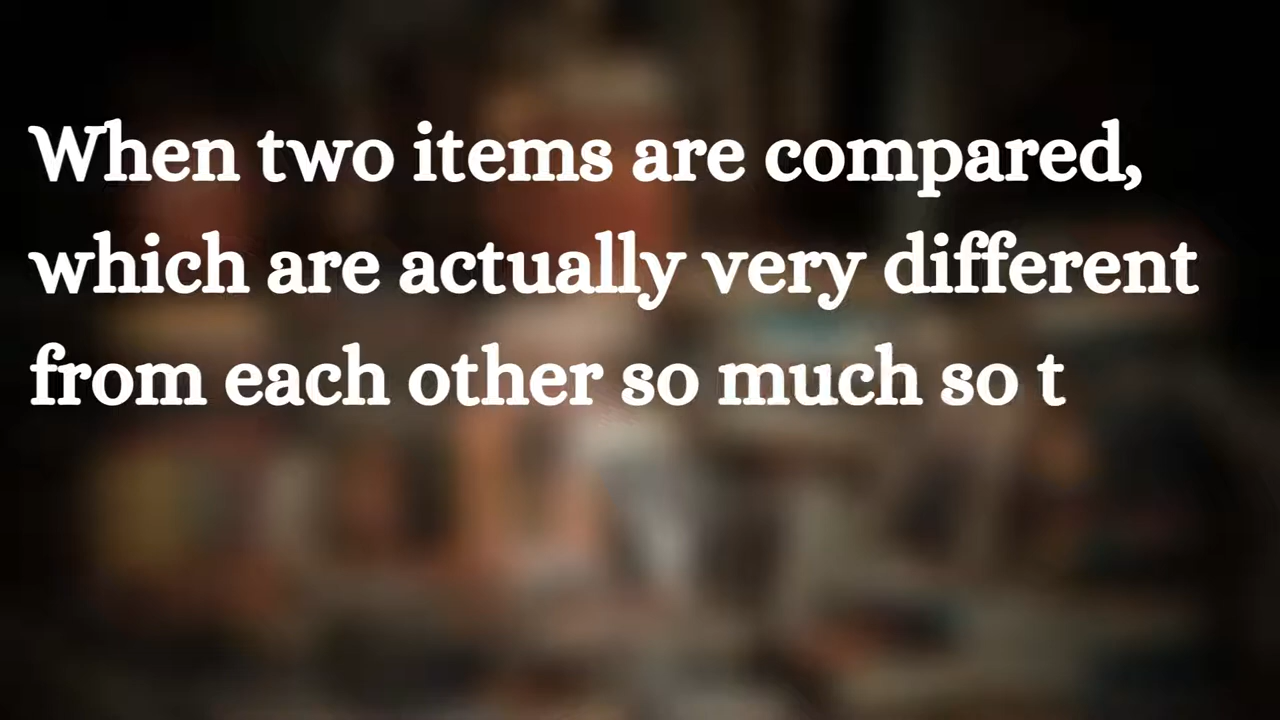 When two items are compared,
which are actually very different
from each other so much so t